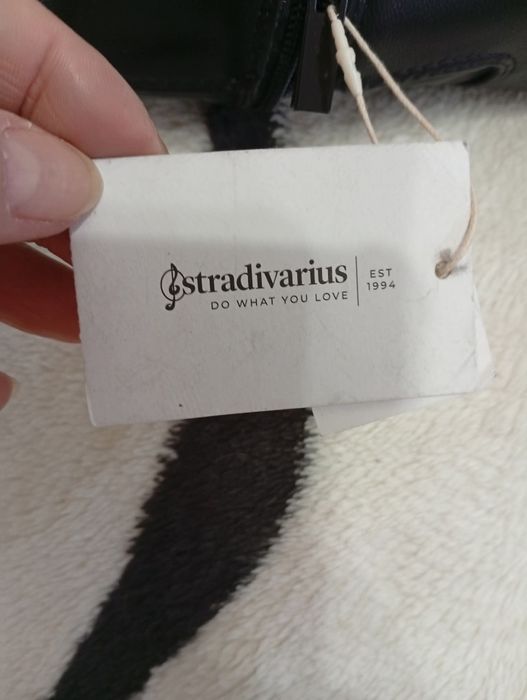 stradivarius
DO WHAT YOU LOVE
EST
1994